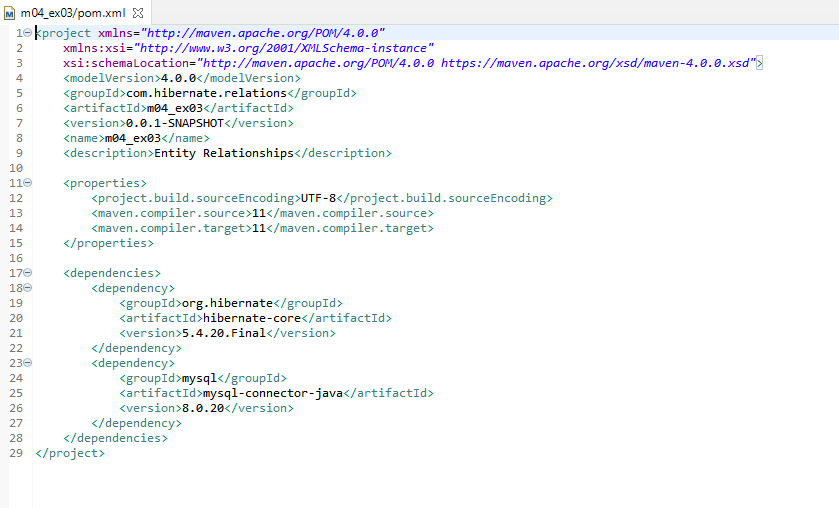 m04_ex03/pom.xml
1 <project xmlns="http://maven.apache.org/POM/4.0.0"
2     xmlns:xsi="http://www.w3.org/2001/XMLSchema-instance"
3     xsi:schemaLocation="http://maven.apache.org/POM/4.0.0 https://maven.apache.org/xsd/maven-4.0.0.xsd">
4     <modelVersion>4.0.0</modelVersion>
5     <groupId>com.hibernate.relations</groupId>
6     <artifactId>m04_ex03</artifactId>
7     <version>0.0.1-SNAPSHOT</version>
8     <name>m04_ex03</name>
9     <description>Entity Relationships</description>
10
11     <properties>
12         <project.build.sourceEncoding>UTF-8</project.build.sourceEncoding>
13         <maven.compiler.source>11</maven.compiler.source>
14         <maven.compiler.target>11</maven.compiler.target>
15     </properties>
16
17     <dependencies>
18         <dependency>
19             <groupId>org.hibernate</groupId>
20             <artifactId>hibernate-core</artifactId>
21             <version>5.4.20.Final</version>
22         </dependency>
23         <dependency>
24             <groupId>mysql</groupId>
25             <artifactId>mysql-connector-java</artifactId>
26             <version>8.0.20</version>
27         </dependency>
28     </dependencies>
29 </project>